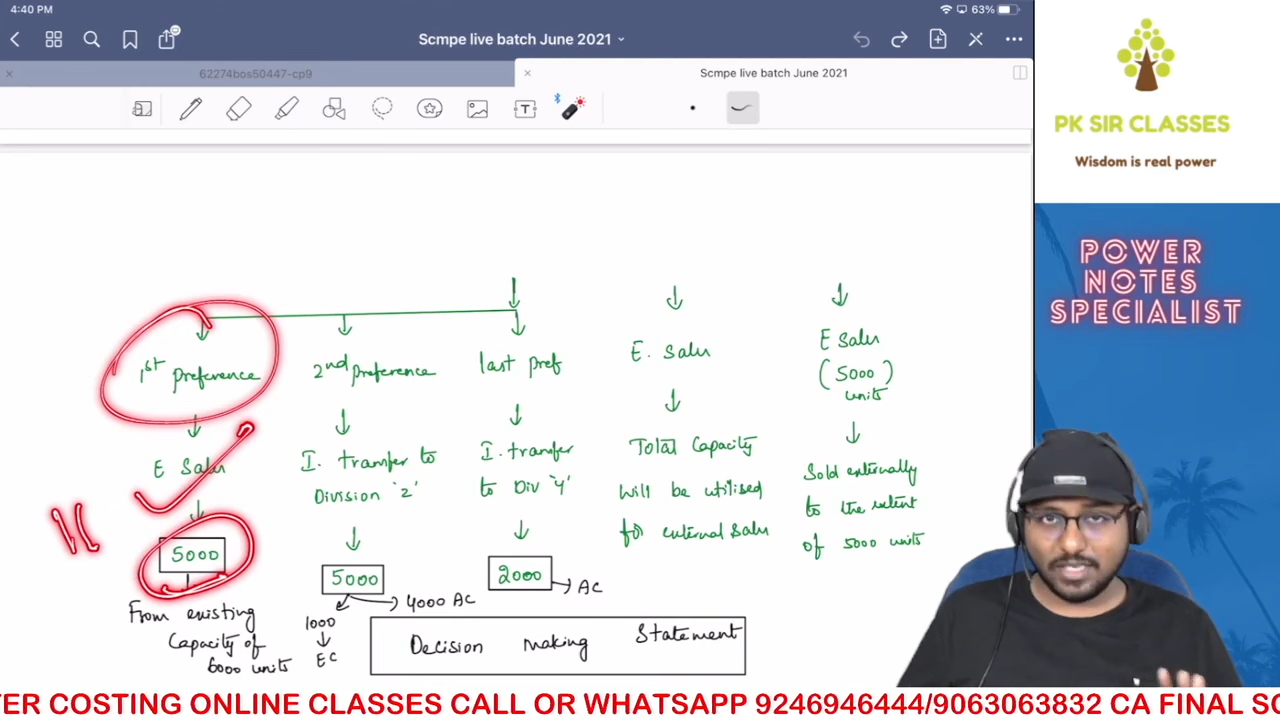 4:40 PM
63%
Scmpe live batch June 2021
62274bos50447-cp9
Scmpe live batch June 2021
T
PK SIR CLASSES
Wisdom is real power
POWER
NOTES
SPECIALIST
1st preference
2nd preference
last pref
E. Sales
E Sales
(5000)
units
E Sales
I. transfer to
Division 'Z'
I. transfer
to Div 'Y'
Total Capacity
will be utilised
for external Sales
Sold externally
to the extent
of 5000 units
5000
5000
2000
AC
From existing
Capacity of
6000 units
1000
4000 AC
EC
Decision making Statement
TER COSTING ONLINE CLASSES CALL OR WHATSAPP 9246946444/9063063832 CA FINAL SC